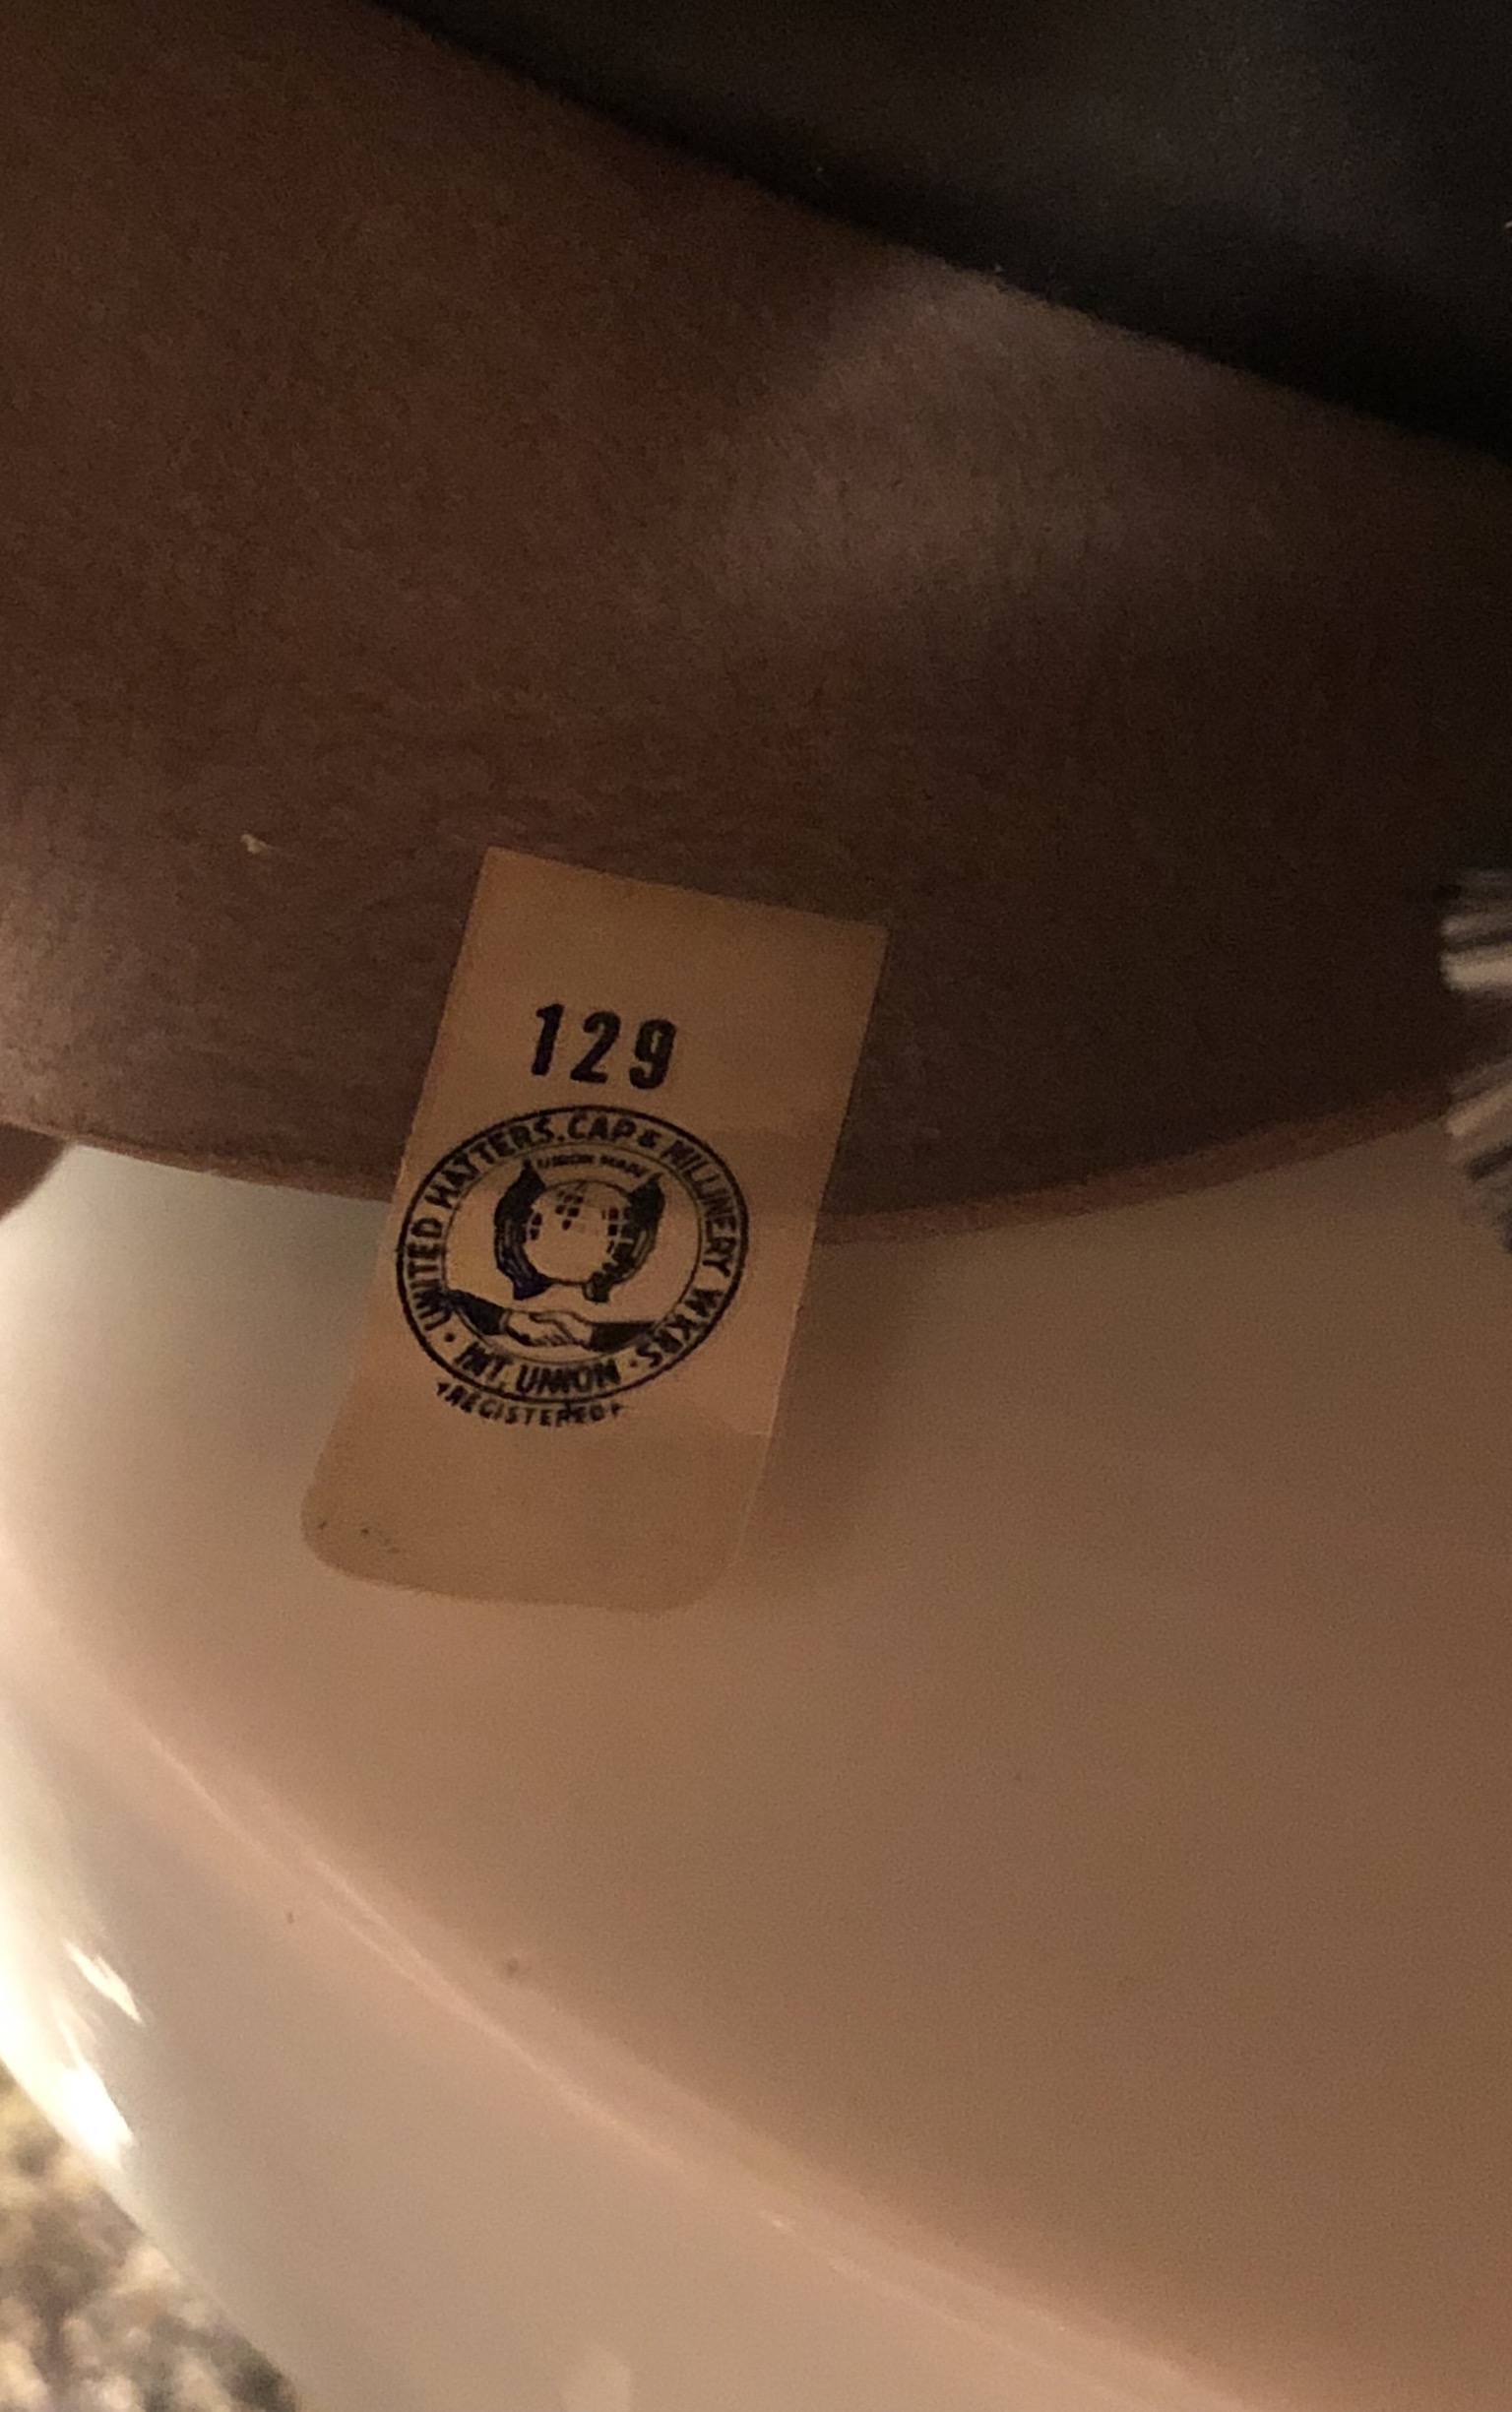 129
UNITED HATTERS, CAP & MILLINERY WKRS
UNION MADE
· INT. UNION ·
REGISTERED